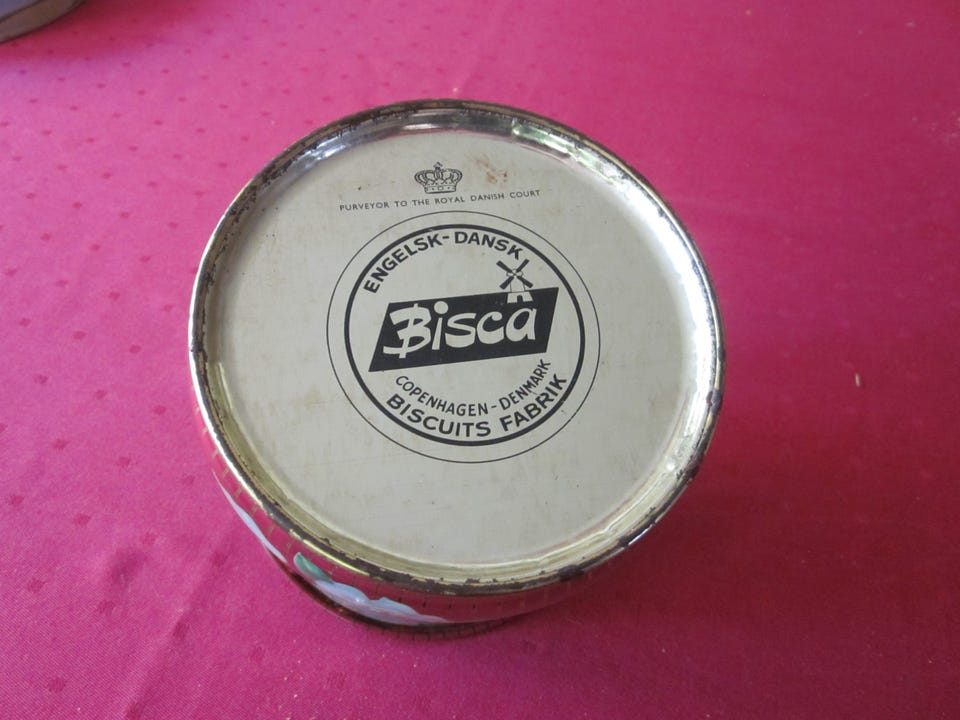 PURVEYOR TO THE ROYAL DANISH COURT
ENGELSK-DANSK
Bisca
COPENHAGEN-DENMARK
BISCUITS FABRIK